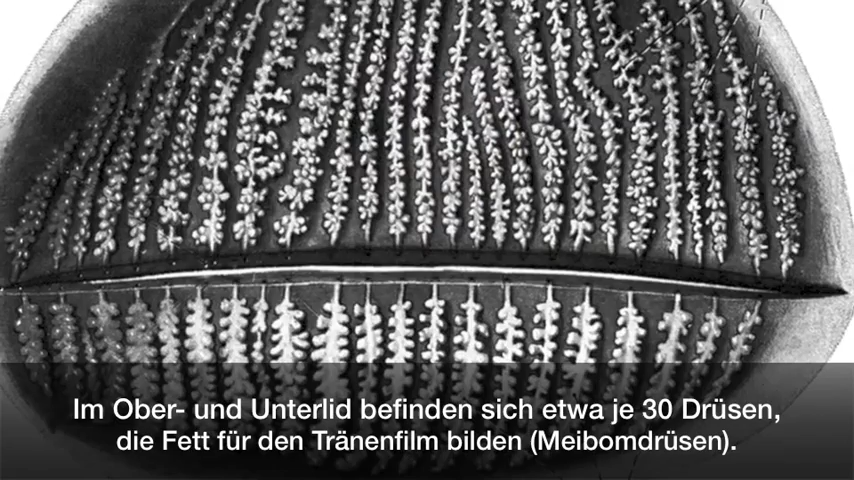 Im Ober- und Unterlid befinden sich etwa je 30 Drüsen,
die Fett für den Tränenfilm bilden (Meibomdrüsen).